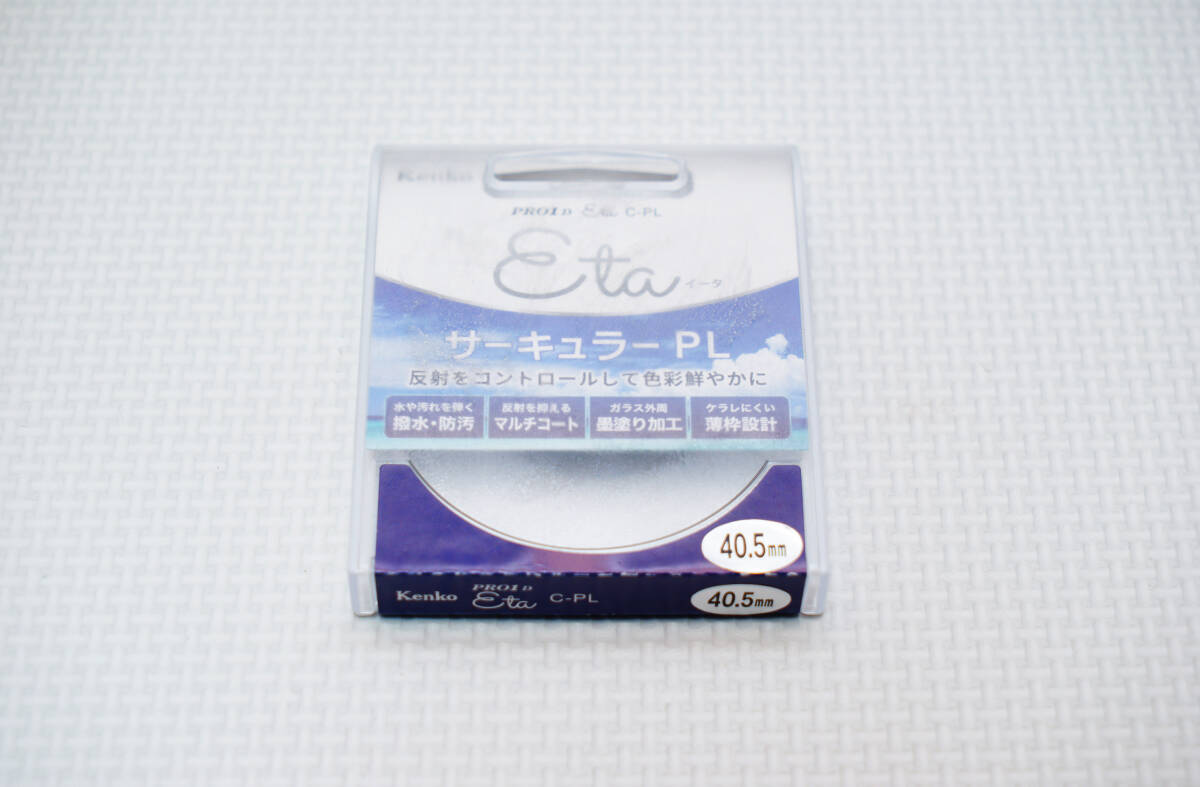 Kenko
PRO1D Eta C-PL
Eta イータ
サーキュラー PL
反射をコントロールして色彩鮮やかに
水や汚れを弾く 反射を抑える ガラス外周 ケラレにくい
撥水・防汚 マルチコート 墨塗り加工 薄枠設計
40.5mm
Kenko PRO1D Eta C-PL 40.5mm